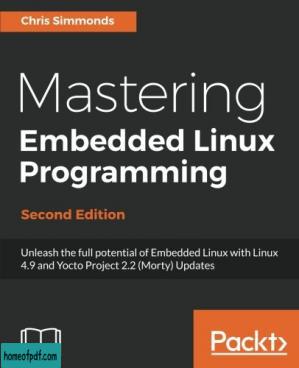 Chris Simmonds
Mastering
Embedded Linux
Programming
Second Edition
Unleash the full potential of Embedded Linux with Linux
4.9 and Yocto Project 2.2 (Morty) Updates
Packt>
homeofpdf.com